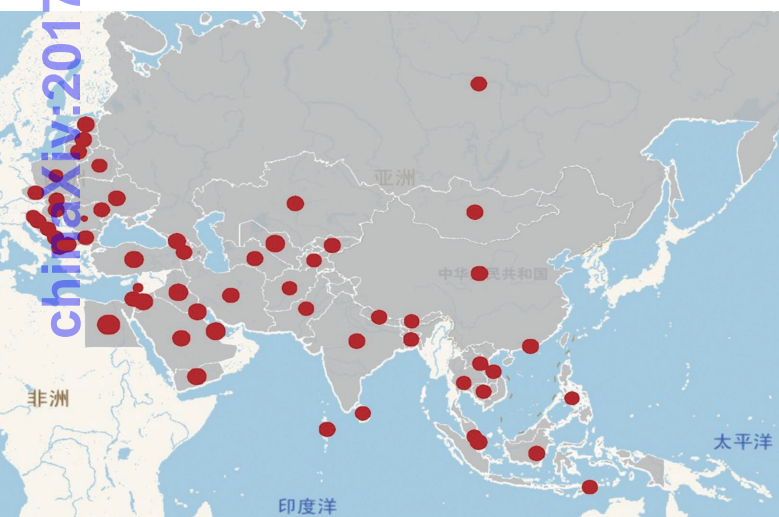 chinaXiv:2017
亚洲
中华人民共和国
非洲
太平洋
印度洋